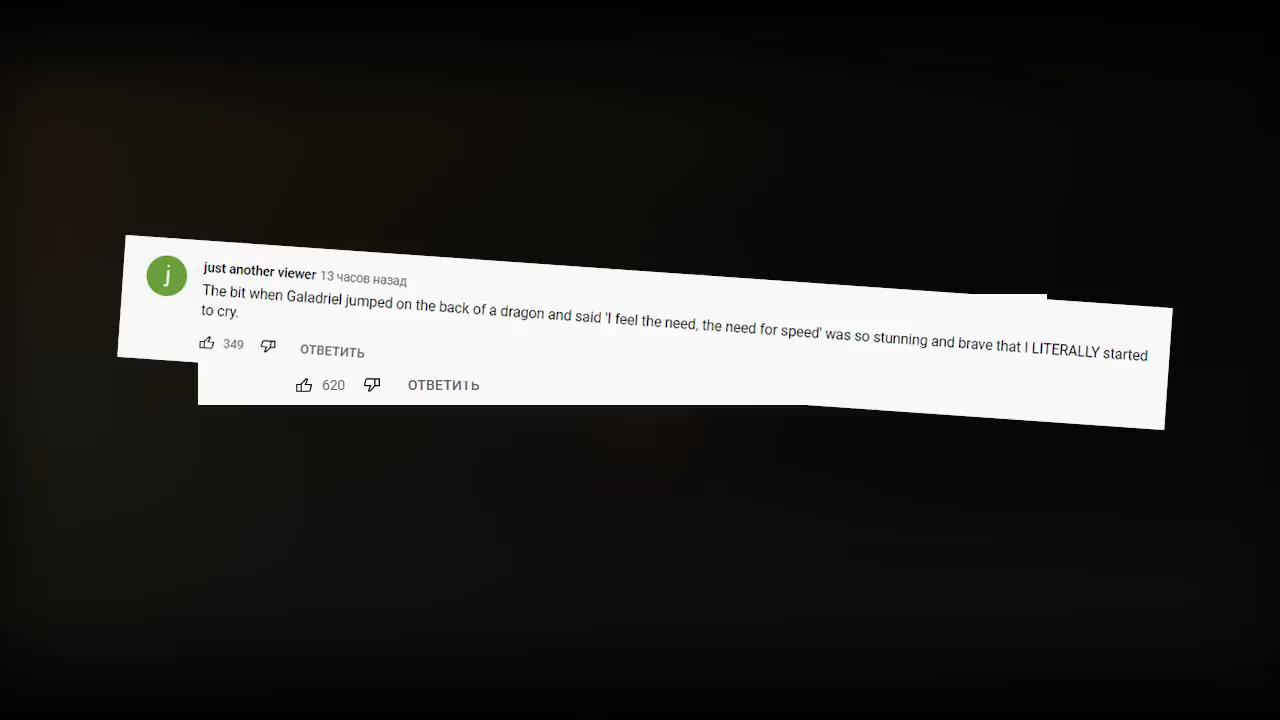 j
just another viewer 13 часов назад
The bit when Galadriel jumped on the back of a dragon and said 'I feel the need, the need for speed' was so stunning and brave that I LITERALLY started
to cry.
349 ОТВЕТИТЬ
620 ОТВЕТИТЬ